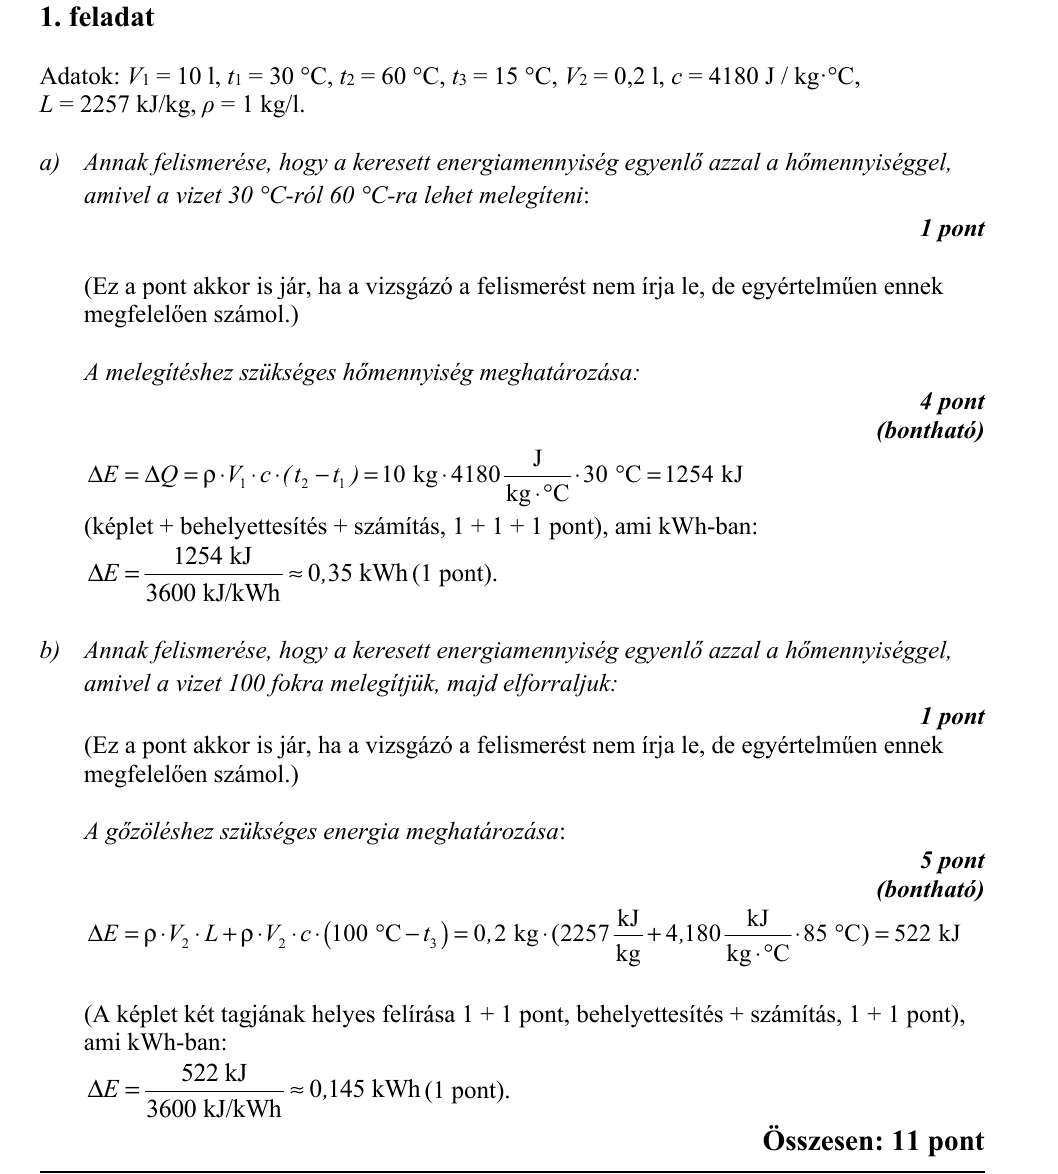 1. feladat
Adatok: V₁ = 10 l, t₁ = 30 °C, t₂ = 60 °C, t₃ = 15 °C, V₂ = 0,2 l, c = 4180 J / kg·°C,
L = 2257 kJ/kg, ρ = 1 kg/l.
a) Annak felismerése, hogy a keresett energiamennyiség egyenlő azzal a hőmennyiséggel,
amivel a vizet 30 °C-ról 60 °C-ra lehet melegíteni:
1 pont
(Ez a pont akkor is jár, ha a vizsgázó a felismerést nem írja le, de egyértelműen ennek
megfelelően számol.)
A melegítéshez szükséges hőmennyiség meghatározása:
4 pont
(bontható)
ΔE = ΔQ = ρ · V₁ · c · (t₂ − t₁) = 10 kg · 4180 J/(kg · °C) · 30 °C = 1254 kJ
(képlet + behelyettesítés + számítás, 1 + 1 + 1 pont), ami kWh-ban:
ΔE = 1254 kJ / 3600 kJ/kWh ≈ 0,35 kWh (1 pont).
b) Annak felismerése, hogy a keresett energiamennyiség egyenlő azzal a hőmennyiséggel,
amivel a vizet 100 fokra melegítjük, majd elforraljuk:
1 pont
(Ez a pont akkor is jár, ha a vizsgázó a felismerést nem írja le, de egyértelműen ennek
megfelelően számol.)
A gőzöléshez szükséges energia meghatározása:
5 pont
(bontható)
ΔE = ρ · V₂ · L + ρ · V₂ · c · (100 °C − t₃) = 0,2 kg · (2257 kJ/kg + 4,180 kJ/(kg · °C) · 85 °C) = 522 kJ
(A képlet két tagjának helyes felírása 1 + 1 pont, behelyettesítés + számítás, 1 + 1 pont),
ami kWh-ban:
ΔE = 522 kJ / 3600 kJ/kWh ≈ 0,145 kWh (1 pont).
Összesen: 11 pont